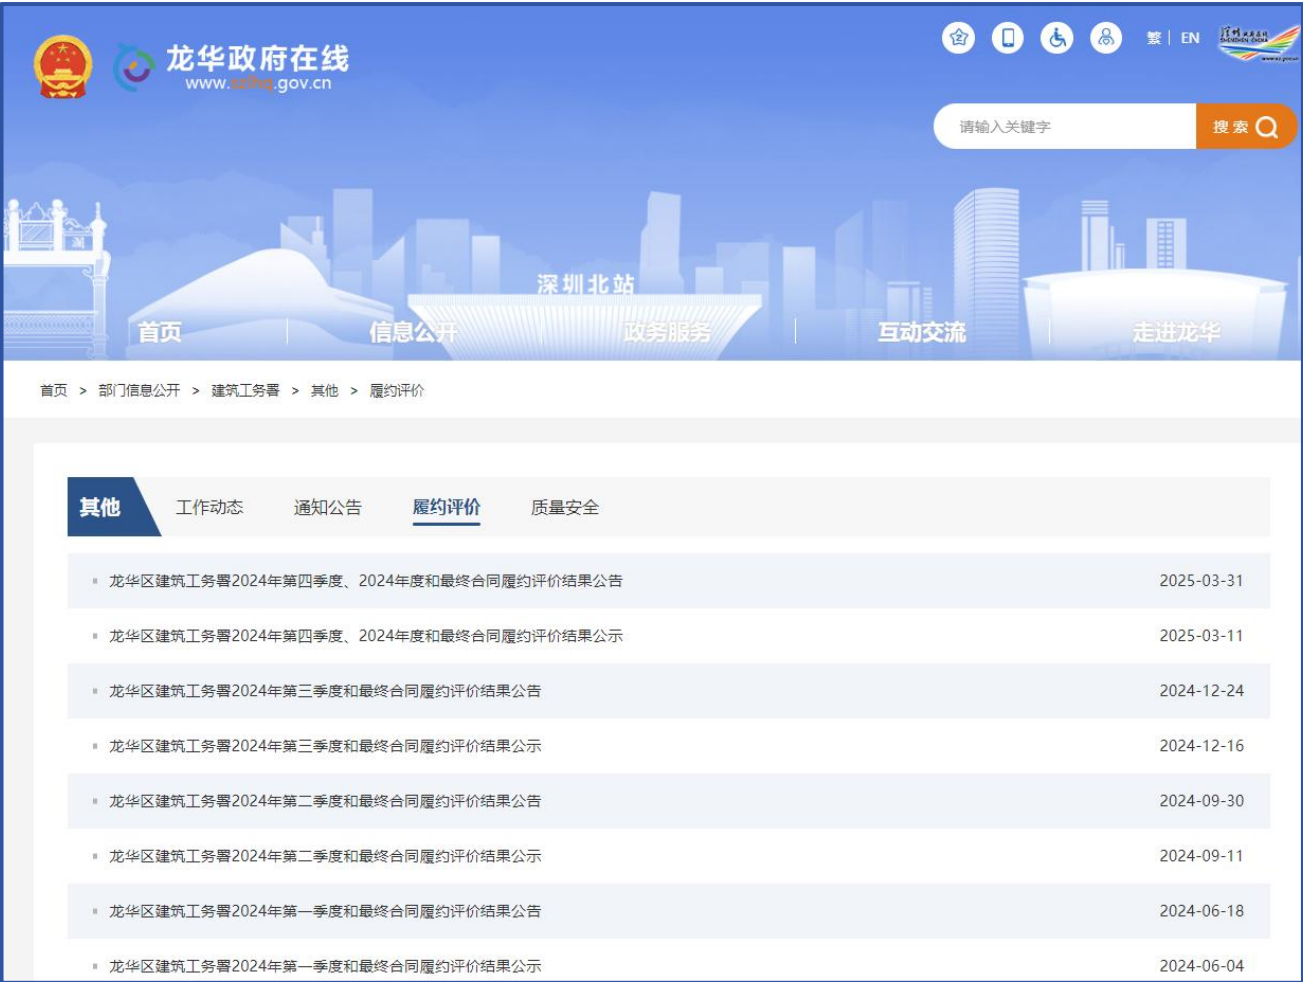 龙华政府在线
www.szlhq.gov.cn
繁 | EN
请输入关键字
搜索
深圳北站
首页 信息公开 政务服务 互动交流 走进龙华
首页 > 部门信息公开 > 建筑工务署 > 其他 > 履约评价
其他 工作动态 通知公告 履约评价 质量安全
龙华区建筑工务署2024年第四季度、2024年度和最终合同履约评价结果公告 2025-03-31
龙华区建筑工务署2024年第四季度、2024年度和最终合同履约评价结果公示 2025-03-11
龙华区建筑工务署2024年第三季度和最终合同履约评价结果公告 2024-12-24
龙华区建筑工务署2024年第三季度和最终合同履约评价结果公示 2024-12-16
龙华区建筑工务署2024年第二季度和最终合同履约评价结果公告 2024-09-30
龙华区建筑工务署2024年第二季度和最终合同履约评价结果公示 2024-09-11
龙华区建筑工务署2024年第一季度和最终合同履约评价结果公告 2024-06-18
龙华区建筑工务署2024年第一季度和最终合同履约评价结果公示 2024-06-04